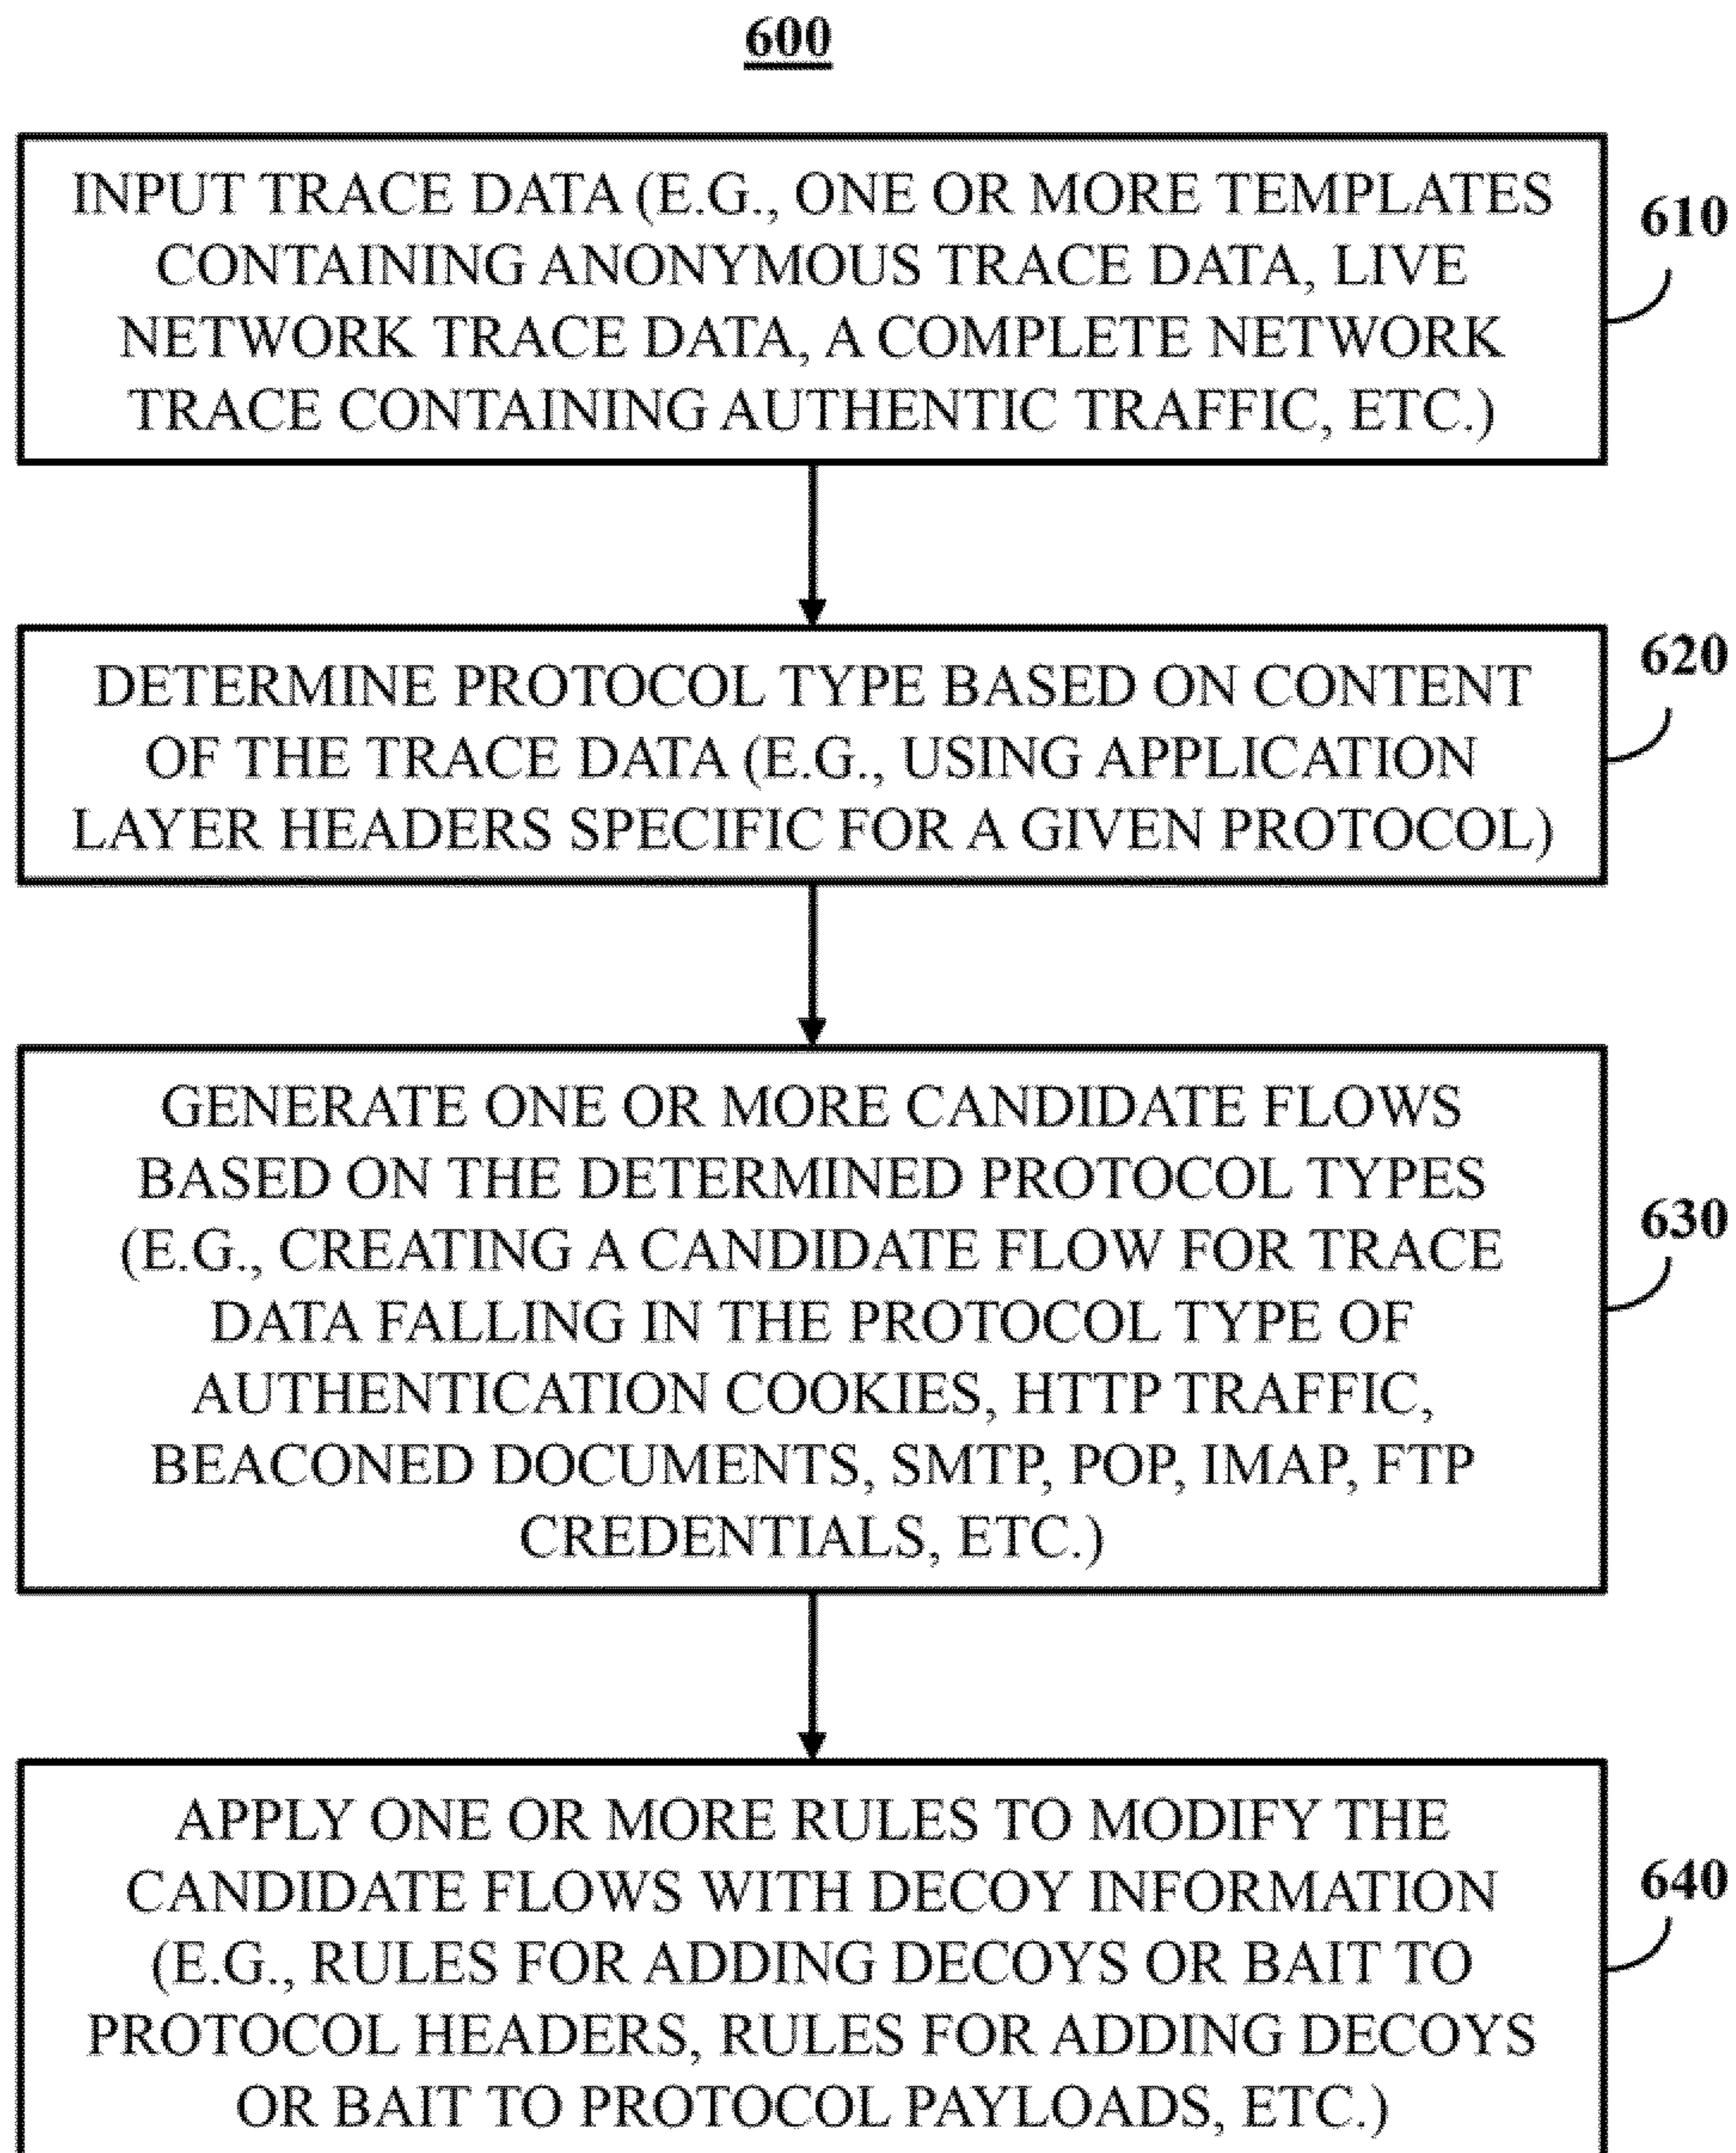 600
INPUT TRACE DATA (E.G., ONE OR MORE TEMPLATES
CONTAINING ANONYMOUS TRACE DATA, LIVE
NETWORK TRACE DATA, A COMPLETE NETWORK
TRACE CONTAINING AUTHENTIC TRAFFIC, ETC.)
610
DETERMINE PROTOCOL TYPE BASED ON CONTENT
OF THE TRACE DATA (E.G., USING APPLICATION
LAYER HEADERS SPECIFIC FOR A GIVEN PROTOCOL)
620
GENERATE ONE OR MORE CANDIDATE FLOWS
BASED ON THE DETERMINED PROTOCOL TYPES
(E.G., CREATING A CANDIDATE FLOW FOR TRACE
DATA FALLING IN THE PROTOCOL TYPE OF
AUTHENTICATION COOKIES, HTTP TRAFFIC,
BEACONED DOCUMENTS, SMTP, POP, IMAP, FTP
CREDENTIALS, ETC.)
630
APPLY ONE OR MORE RULES TO MODIFY THE
CANDIDATE FLOWS WITH DECOY INFORMATION
(E.G., RULES FOR ADDING DECOYS OR BAIT TO
PROTOCOL HEADERS, RULES FOR ADDING DECOYS
OR BAIT TO PROTOCOL PAYLOADS, ETC.)
640